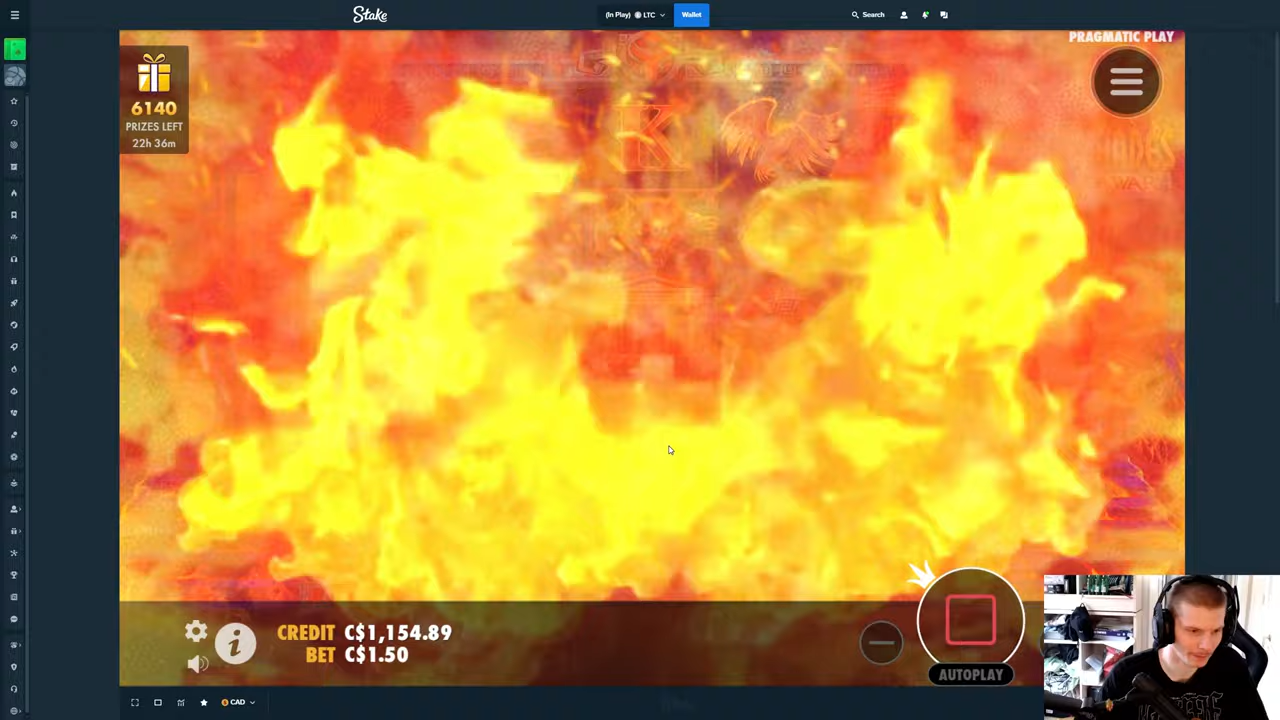 Stake
(In Play) LTC
Wallet
Search
PRAGMATIC PLAY
6140
PRIZES LEFT
22h 36m
K
CREDIT C$1,154.89
BET C$1.50
AUTOPLAY
CAD